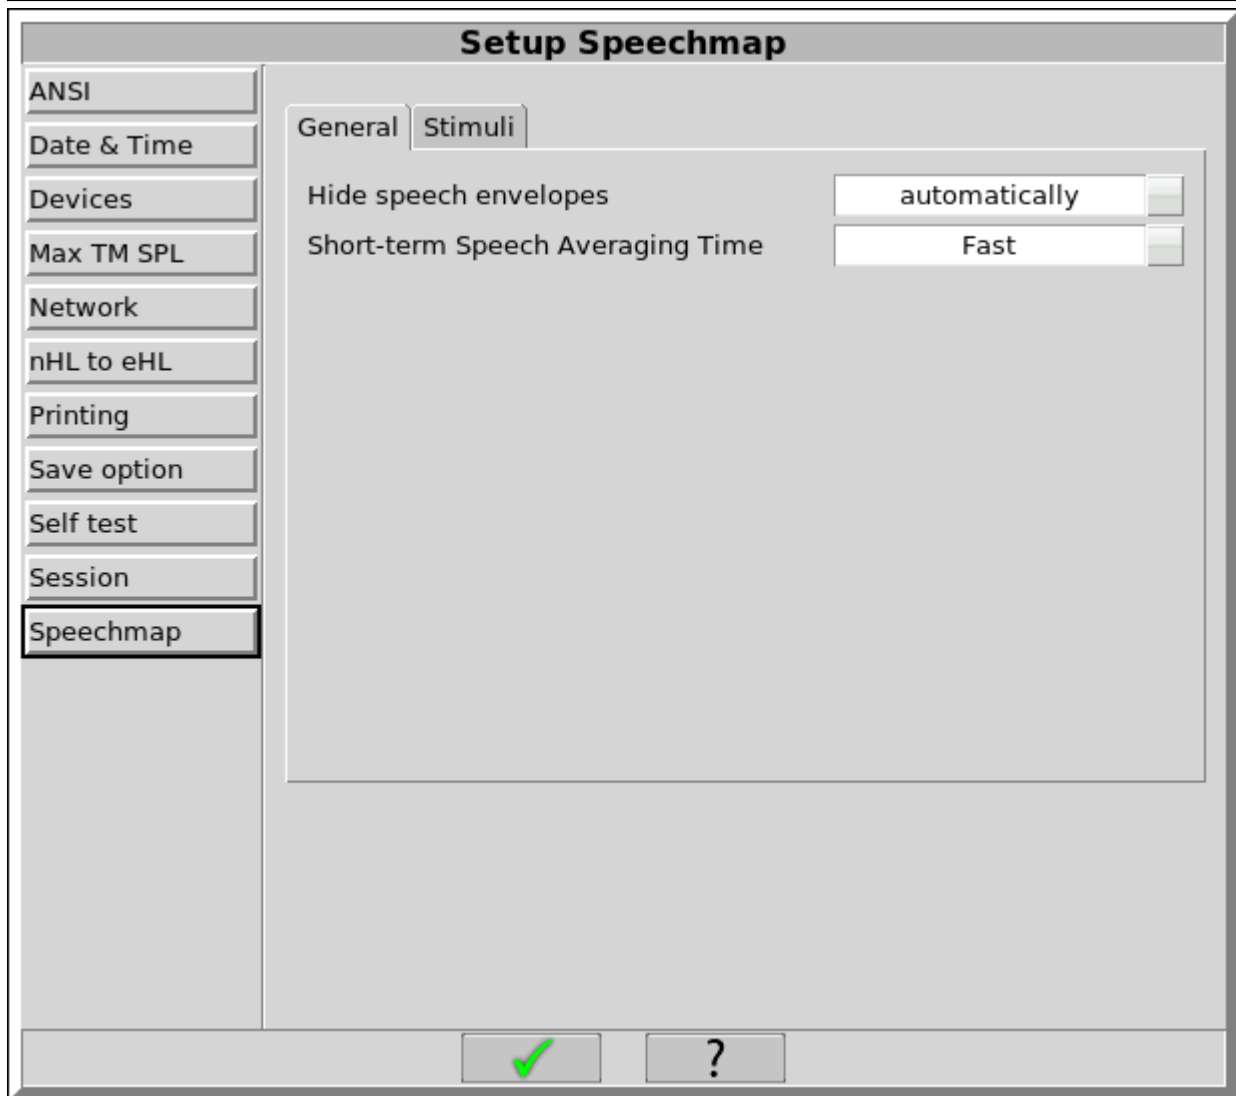 Setup Speechmap
ANSI
Date & Time
Devices
Max TM SPL
Network
nHL to eHL
Printing
Save option
Self test
Session
Speechmap
General Stimuli
Hide speech envelopes automatically
Short-term Speech Averaging Time Fast
?